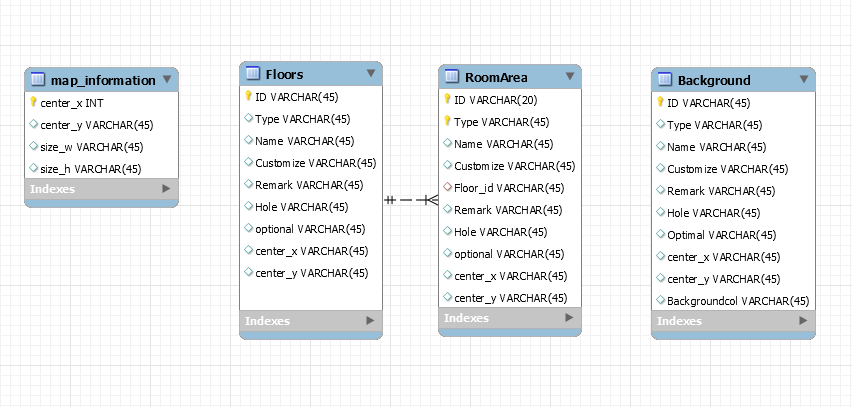 map_information
center_x INT
center_y VARCHAR(45)
size_w VARCHAR(45)
size_h VARCHAR(45)
Indexes
Floors
ID VARCHAR(45)
Type VARCHAR(45)
Name VARCHAR(45)
Customize VARCHAR(45)
Remark VARCHAR(45)
Hole VARCHAR(45)
optional VARCHAR(45)
center_x VARCHAR(45)
center_y VARCHAR(45)
Indexes
RoomArea
ID VARCHAR(20)
Type VARCHAR(45)
Name VARCHAR(45)
Customize VARCHAR(45)
Floor_id VARCHAR(45)
Remark VARCHAR(45)
Hole VARCHAR(45)
optional VARCHAR(45)
center_x VARCHAR(45)
center_y VARCHAR(45)
Indexes
Background
ID VARCHAR(45)
Type VARCHAR(45)
Name VARCHAR(45)
Customize VARCHAR(45)
Remark VARCHAR(45)
Hole VARCHAR(45)
Optimal VARCHAR(45)
center_x VARCHAR(45)
center_y VARCHAR(45)
Backgroundcol VARCHAR(45)
Indexes